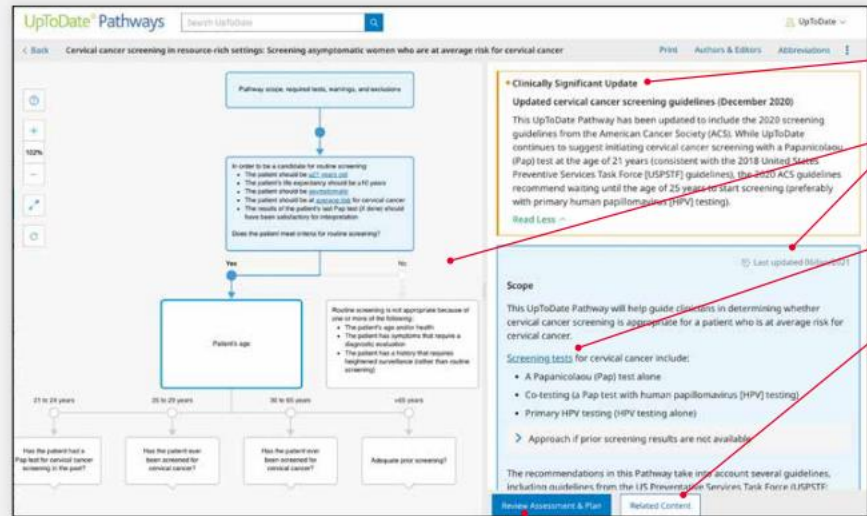 UpToDate® Pathways
Search UpToDate
UpToDate
Back
Cervical cancer screening in resource-rich settings: Screening asymptomatic women who are at average risk for cervical cancer
Print
Authors & Editors
Abbreviations
102%
Pathway scope, required tests, warnings, and exclusions
In order to be a candidate for routine screening:
• The patient should be ≥21 years old
• The patient's life expectancy should be ≥10 years
• The patient should be asymptomatic
• The patient should be at average risk for cervical cancer
• The results of the patient's last Pap test (if done) should
have been satisfactory for interpretation
Does the patient meet criteria for routine screening?
Yes
No
Patient's age
Routine screening is not appropriate because of
one or more of the following:
• The patient's age and/or health
• The patient has symptoms that require a
diagnostic evaluation
• The patient has a history that requires
heightened surveillance (rather than routine
screening)
21 to 24 years
25 to 29 years
30 to 65 years
>65 years
Has the patient had a
Pap test for cervical cancer
screening in the past?
Has the patient ever
been screened for
cervical cancer?
Has the patient ever
been screened for
cervical cancer?
Adequate prior screening?
Clinically Significant Update
Updated cervical cancer screening guidelines (December 2020)
This UpToDate Pathway has been updated to include the 2020 screening
guidelines from the American Cancer Society (ACS). While UpToDate
continues to suggest initiating cervical cancer screening with a Papanicolaou
(Pap) test at the age of 21 years (consistent with the 2018 United States
Preventive Services Task Force [USPSTF] guidelines), the 2020 ACS guidelines
recommend waiting until the age of 25 years to start screening (preferably
with primary human papillomavirus [HPV] testing).
Read Less
Last updated 2021
Scope
This UpToDate Pathway will help guide clinicians in determining whether
cervical cancer screening is appropriate for a patient who is at average risk for
cervical cancer.
Screening tests for cervical cancer include:
• A Papanicolaou (Pap) test alone
• Co-testing (a Pap test with human papillomavirus [HPV] testing)
• Primary HPV testing (HPV testing alone)
Approach if prior screening results are not available
The recommendations in this Pathway take into account several guidelines,
including guidelines from the US Preventative Services Task Force (USPSTF;
Review Assessment & Plan
Related Content